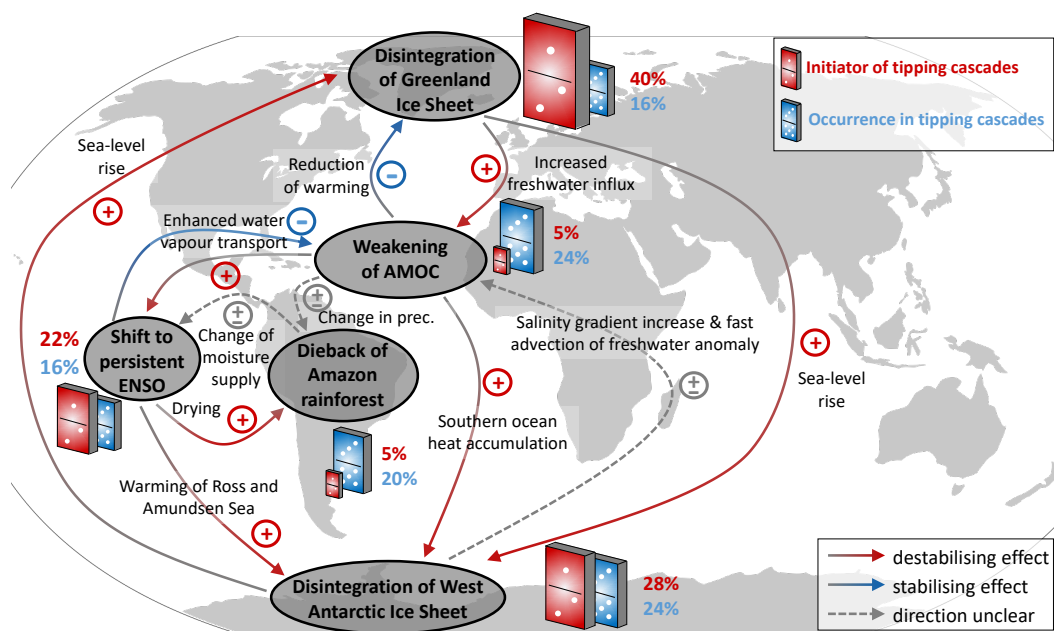 Disintegration
of Greenland
Ice Sheet
40%
16%
Initiator of tipping cascades
Occurrence in tipping cascades
Sea-level
rise
+
Reduction
of warming
−
+
Increased
freshwater influx
Enhanced water
vapour transport
−
Weakening
of AMOC
5%
24%
+
±
±
Change in prec.
Salinity gradient increase & fast
advection of freshwater anomaly
22%
16%
Shift to
persistent
ENSO
Change of
moisture
supply
Dieback of
Amazon
rainforest
+
±
+
Sea-level
rise
Drying
+
Southern ocean
heat accumulation
5%
20%
Warming of Ross and
Amundsen Sea
+
Disintegration of West
Antarctic Ice Sheet
28%
24%
destabilising effect
stabilising effect
direction unclear